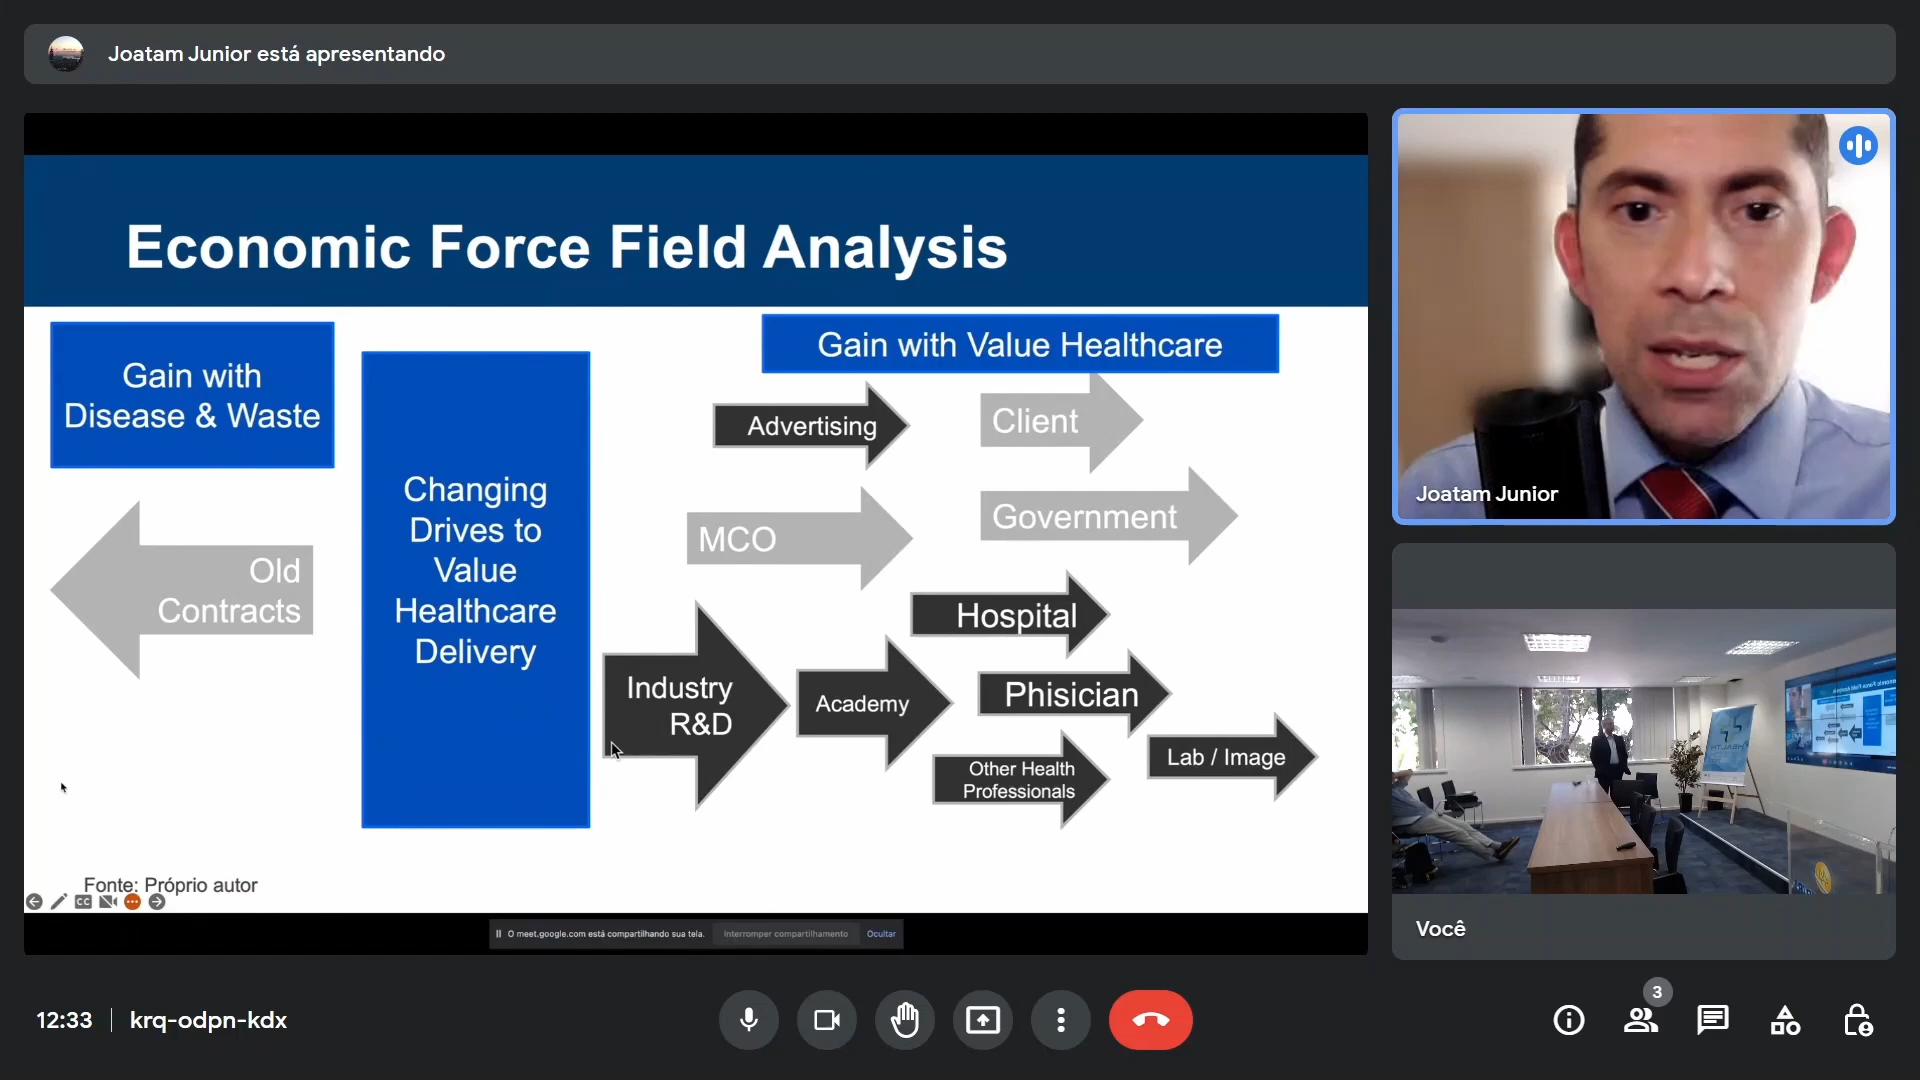 Joatam Junior está apresentando
Economic Force Field Analysis
Gain with
Disease & Waste
Gain with Value Healthcare
Changing
Drives to
Value
Healthcare
Delivery
Old
Contracts
Advertising
Client
MCO
Government
Hospital
Industry
R&D
Academy
Phisician
Other Health
Professionals
Lab / Image
Fonte: Próprio autor
CC
O meet.google.com está compartilhando sua tela.
Interromper compartilhamento
Ocultar
Joatam Junior
Você
12:33
krq-odpn-kdx
3